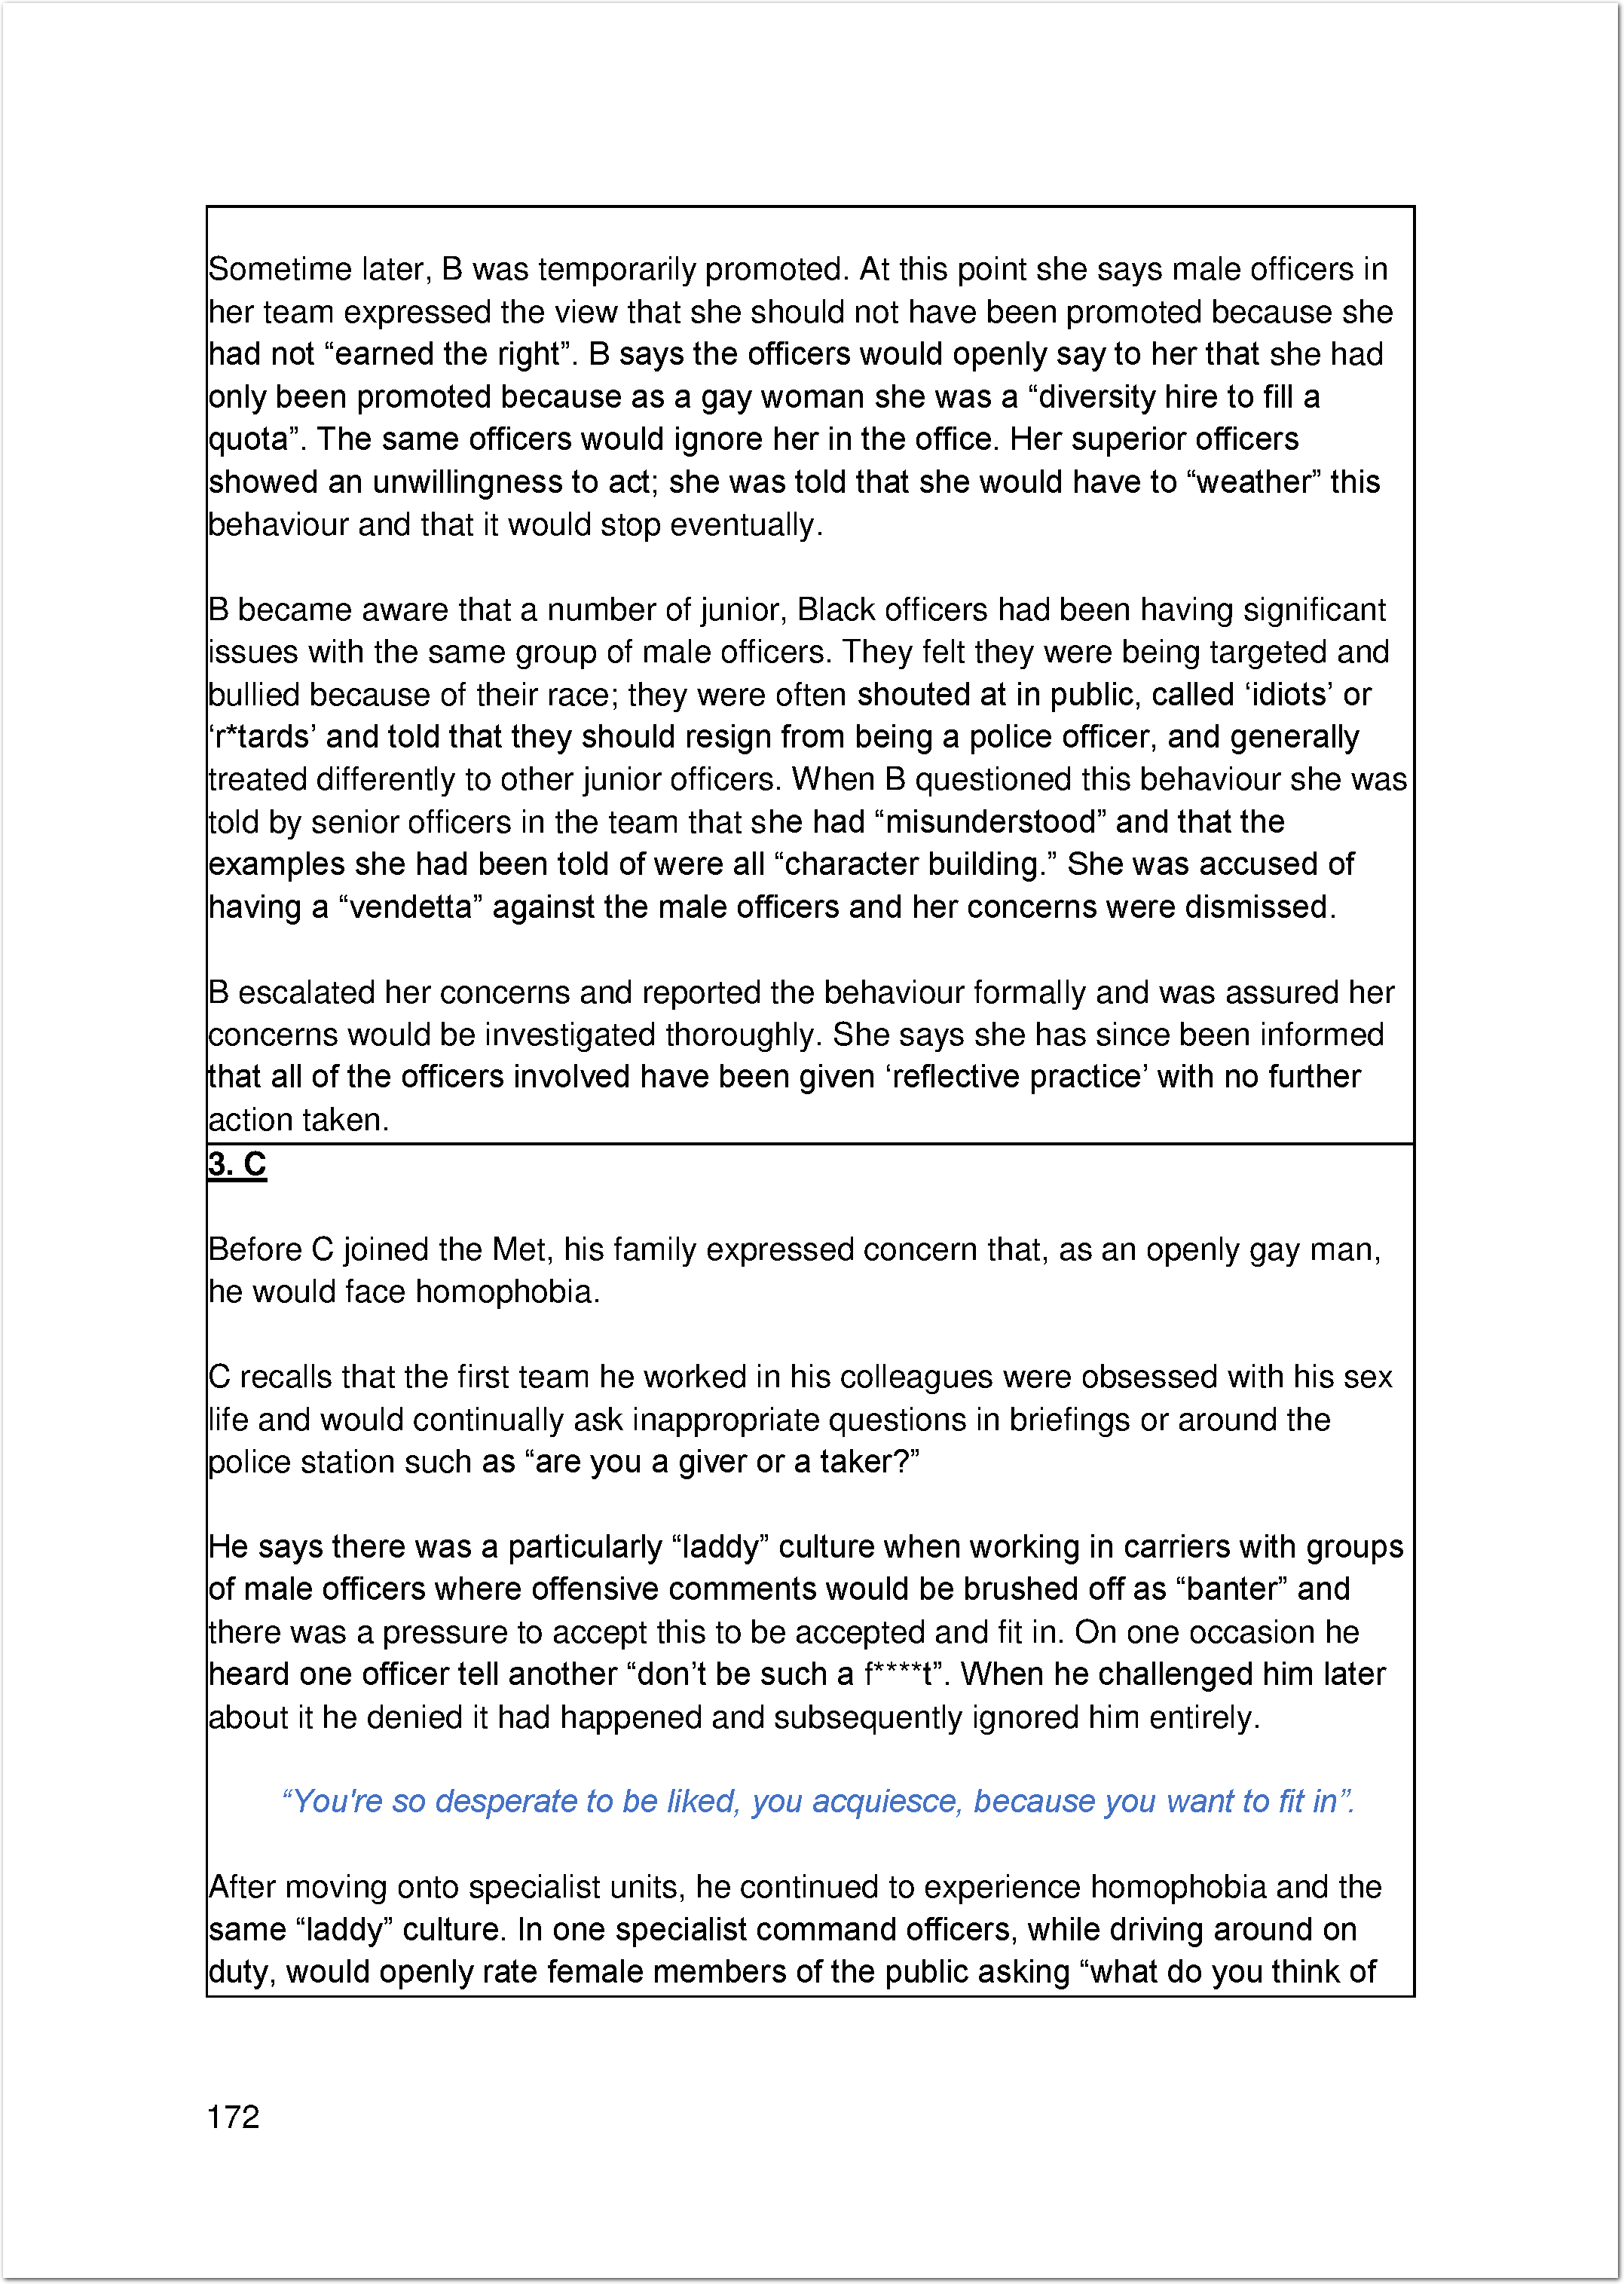 Sometime later, B was temporarily promoted. At this point she says male officers in
her team expressed the view that she should not have been promoted because she
had not “earned the right”. B says the officers would openly say to her that she had
only been promoted because as a gay woman she was a “diversity hire to fill a
quota”. The same officers would ignore her in the office. Her superior officers
showed an unwillingness to act; she was told that she would have to “weather” this
behaviour and that it would stop eventually.
B became aware that a number of junior, Black officers had been having significant
issues with the same group of male officers. They felt they were being targeted and
bullied because of their race; they were often shouted at in public, called ‘idiots’ or
‘r*tards’ and told that they should resign from being a police officer, and generally
treated differently to other junior officers. When B questioned this behaviour she was
told by senior officers in the team that she had “misunderstood” and that the
examples she had been told of were all “character building.” She was accused of
having a “vendetta” against the male officers and her concerns were dismissed.
B escalated her concerns and reported the behaviour formally and was assured her
concerns would be investigated thoroughly. She says she has since been informed
that all of the officers involved have been given ‘reflective practice’ with no further
action taken.
3. C
Before C joined the Met, his family expressed concern that, as an openly gay man,
he would face homophobia.
C recalls that the first team he worked in his colleagues were obsessed with his sex
life and would continually ask inappropriate questions in briefings or around the
police station such as “are you a giver or a taker?”
He says there was a particularly “laddy” culture when working in carriers with groups
of male officers where offensive comments would be brushed off as “banter” and
there was a pressure to accept this to be accepted and fit in. On one occasion he
heard one officer tell another “don’t be such a f****t”. When he challenged him later
about it he denied it had happened and subsequently ignored him entirely.
“You're so desperate to be liked, you acquiesce, because you want to fit in”.
After moving onto specialist units, he continued to experience homophobia and the
same “laddy” culture. In one specialist command officers, while driving around on
duty, would openly rate female members of the public asking “what do you think of
172